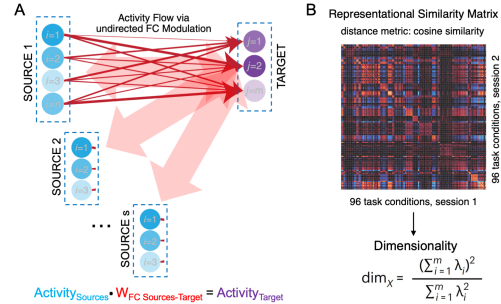 A
Activity Flow via
undirected FC Modulation
SOURCE 1
i=1
i=2
i=3
i=n
j=1
j=2
j=m
TARGET
SOURCE 2
i=1
i=2
i=3
...
SOURCE s
i=1
i=2
i=3
Activity_Sources • W_FC Sources-Target = Activity_Target
B
Representational Similarity Matrix
distance metric: cosine similarity
96 task conditions, session 2
96 task conditions, session 1
Dimensionality
dim_X = (∑_{i=1}^{m} λ_i)^2 / ∑_{i=1}^{m} λ_i^2